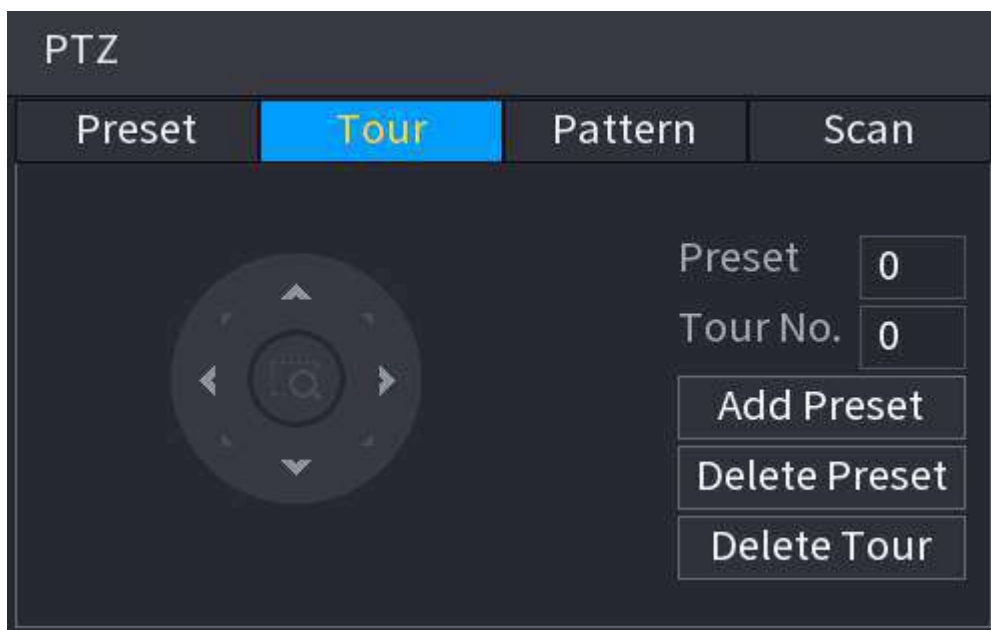 PTZ
Preset Tour Pattern Scan
Preset 0
Tour No. 0
Add Preset
Delete Preset
Delete Tour